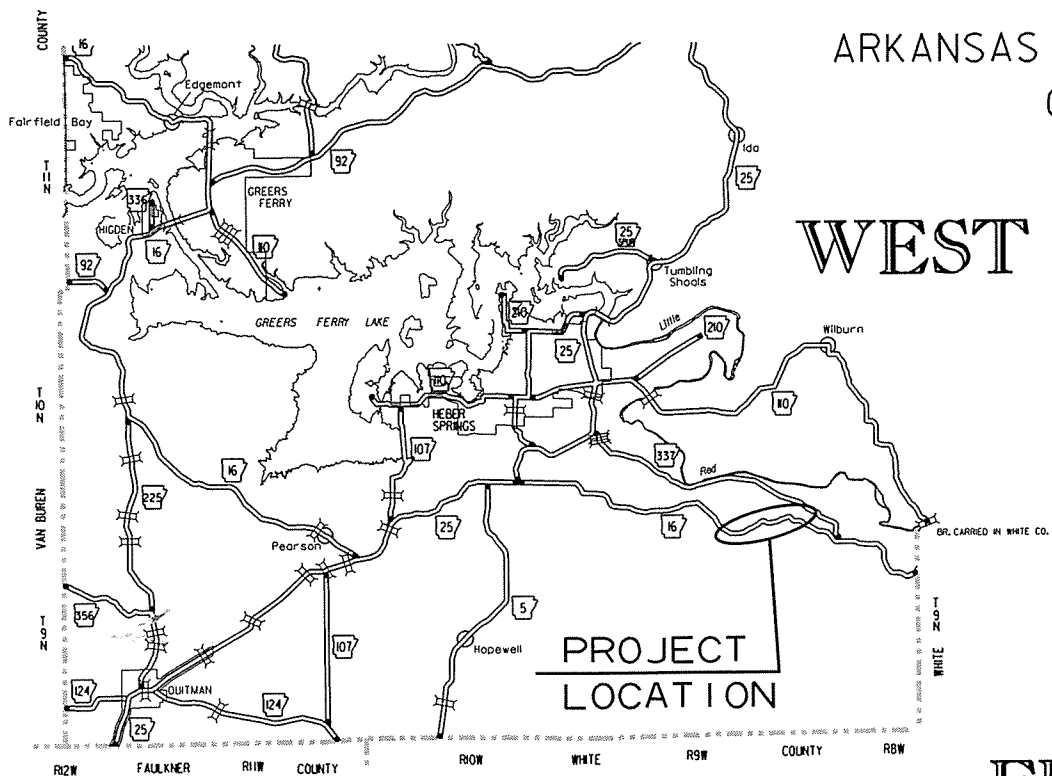 ARKANSAS
WEST
COUNTY
16
Edgemont
Fairfield Bay
T 11 N
92
GREERS
FERRY
336
HIGDEN
16
110
92
Ida
25
25
SPUR
Tumbling
Shoals
GREERS FERRY LAKE
210
Little
210
25
Wilburn
110
HEBER
SPRINGS
110
T 10 N
107
337
Red
16
225
VAN BUREN
25
16
BR. CARRIED IN WHITE CO.
Pearson
356
T 9 N
5
107
Hopewell
T 9 N
WHITE
PROJECT
LOCATION
124
QUITMAN
124
25
R12W FAULKNER R11W COUNTY R10W WHITE R9W COUNTY R8W